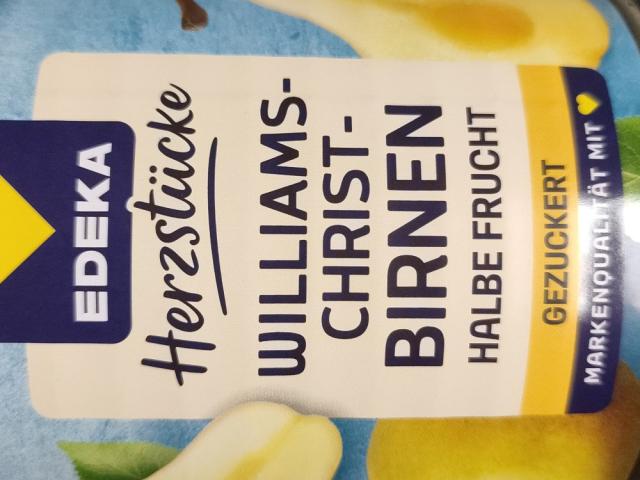 EDEKA
Herzstücke
WILLIAMS-
CHRIST-
BIRNEN
HALBE FRUCHT
GEZUCKERT
MARKENQUALITÄT MIT